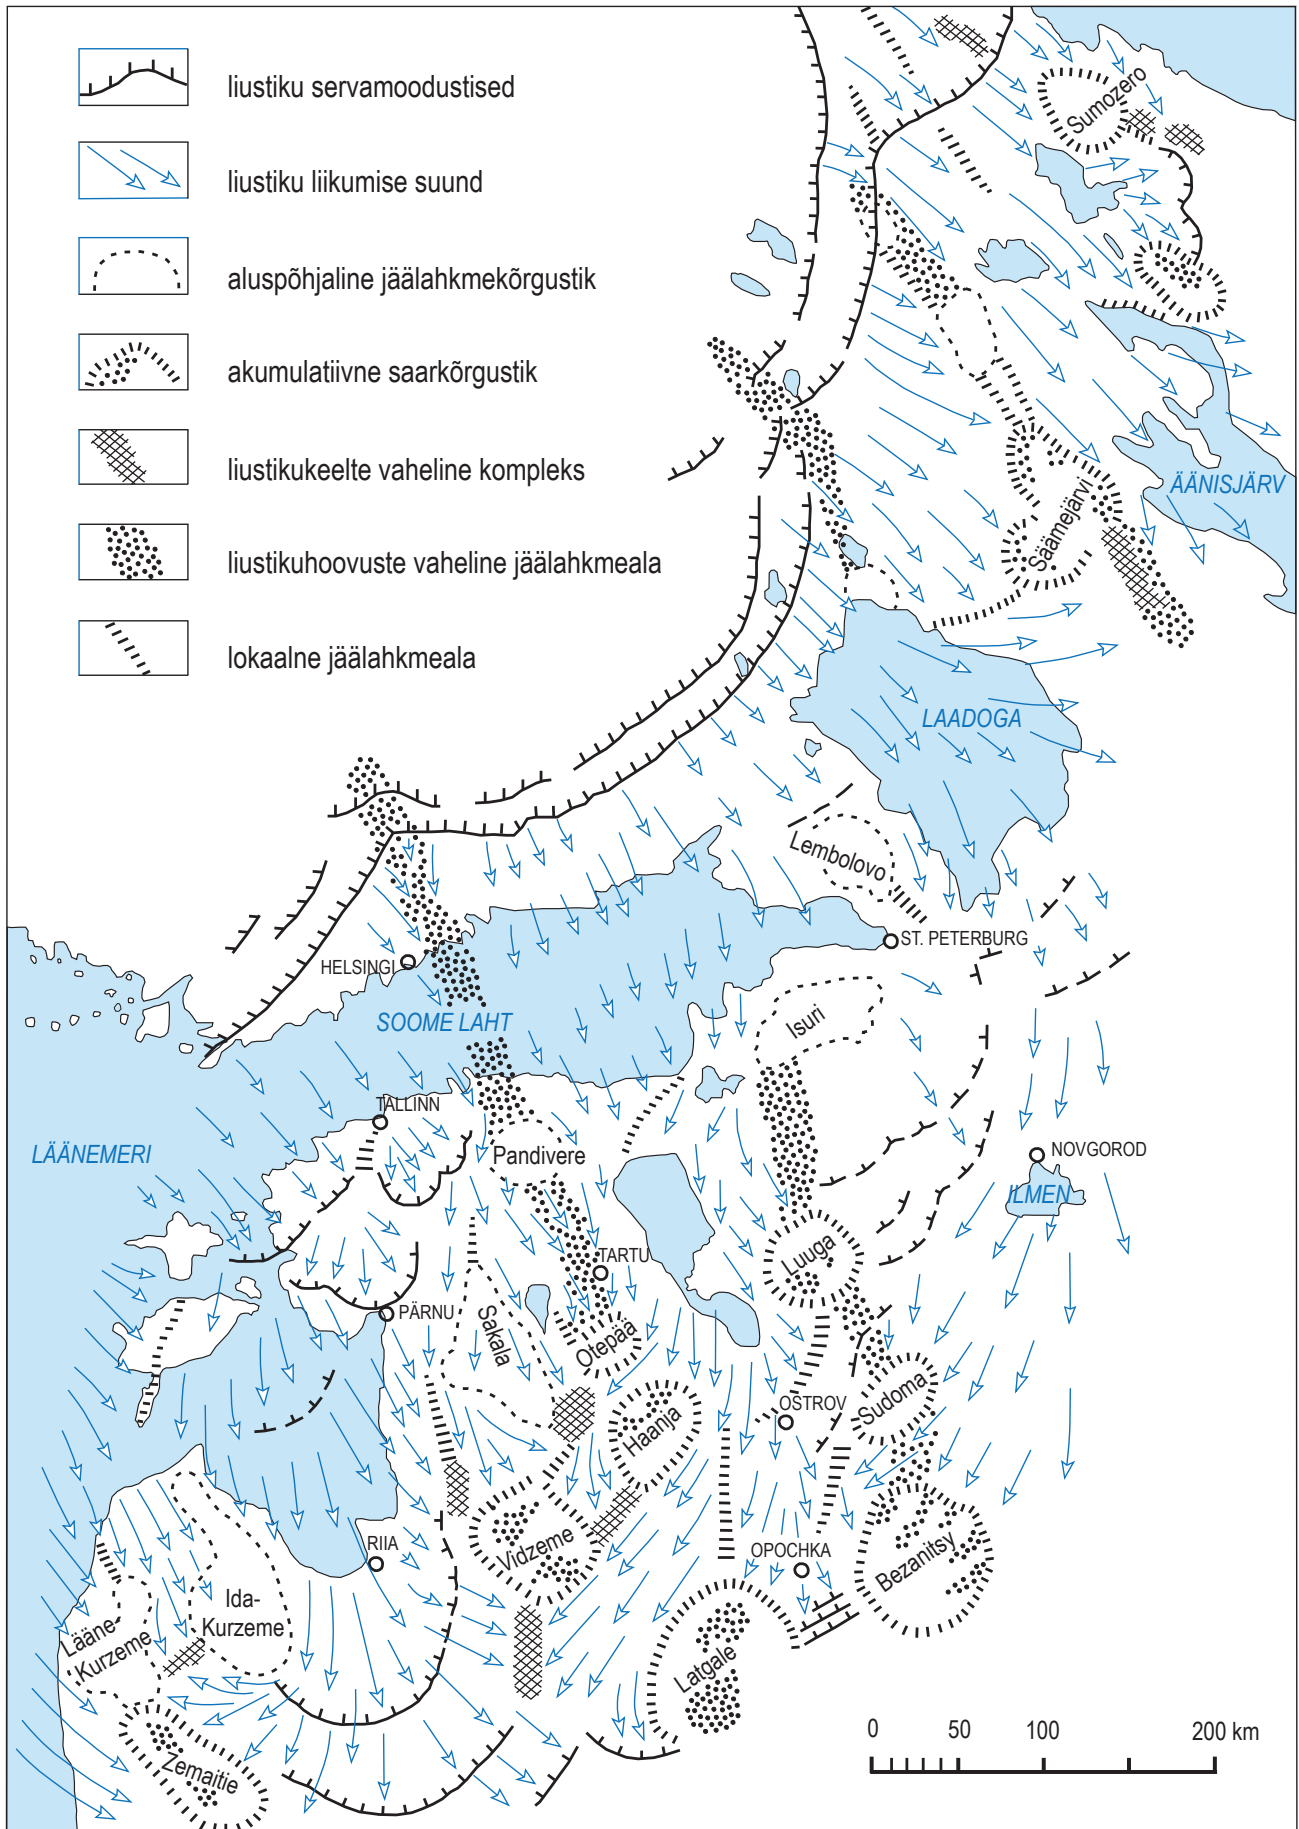 liustiku servamoodustised
liustiku liikumise suund
aluspõhjaline jäälahkmekõrgustik
akumulatiivne saarkõrgustik
liustikukeelte vaheline kompleks
liustikuhoovuste vaheline jäälahkmeala
lokaalne jäälahkmeala
Sumozero
ÄÄNISJÄRV
Säämejärvi
LAADOGA
Lembolovo
ST. PETERBURG
HELSINGI
SOOME LAHT
Isuri
TALLINN
LÄÄNEMERI
Pandivere
NOVGOROD
ILMEN
Luuga
TARTU
PÄRNU
Sakala
Otepää
Sudoma
OSTROV
Haanja
Vidzeme
RIIA
OPOCHKA
Bezanitsy
Ida-
Kurzeme
Lääne-
Kurzeme
Latgale
Zemaitie
0 50 100 200 km